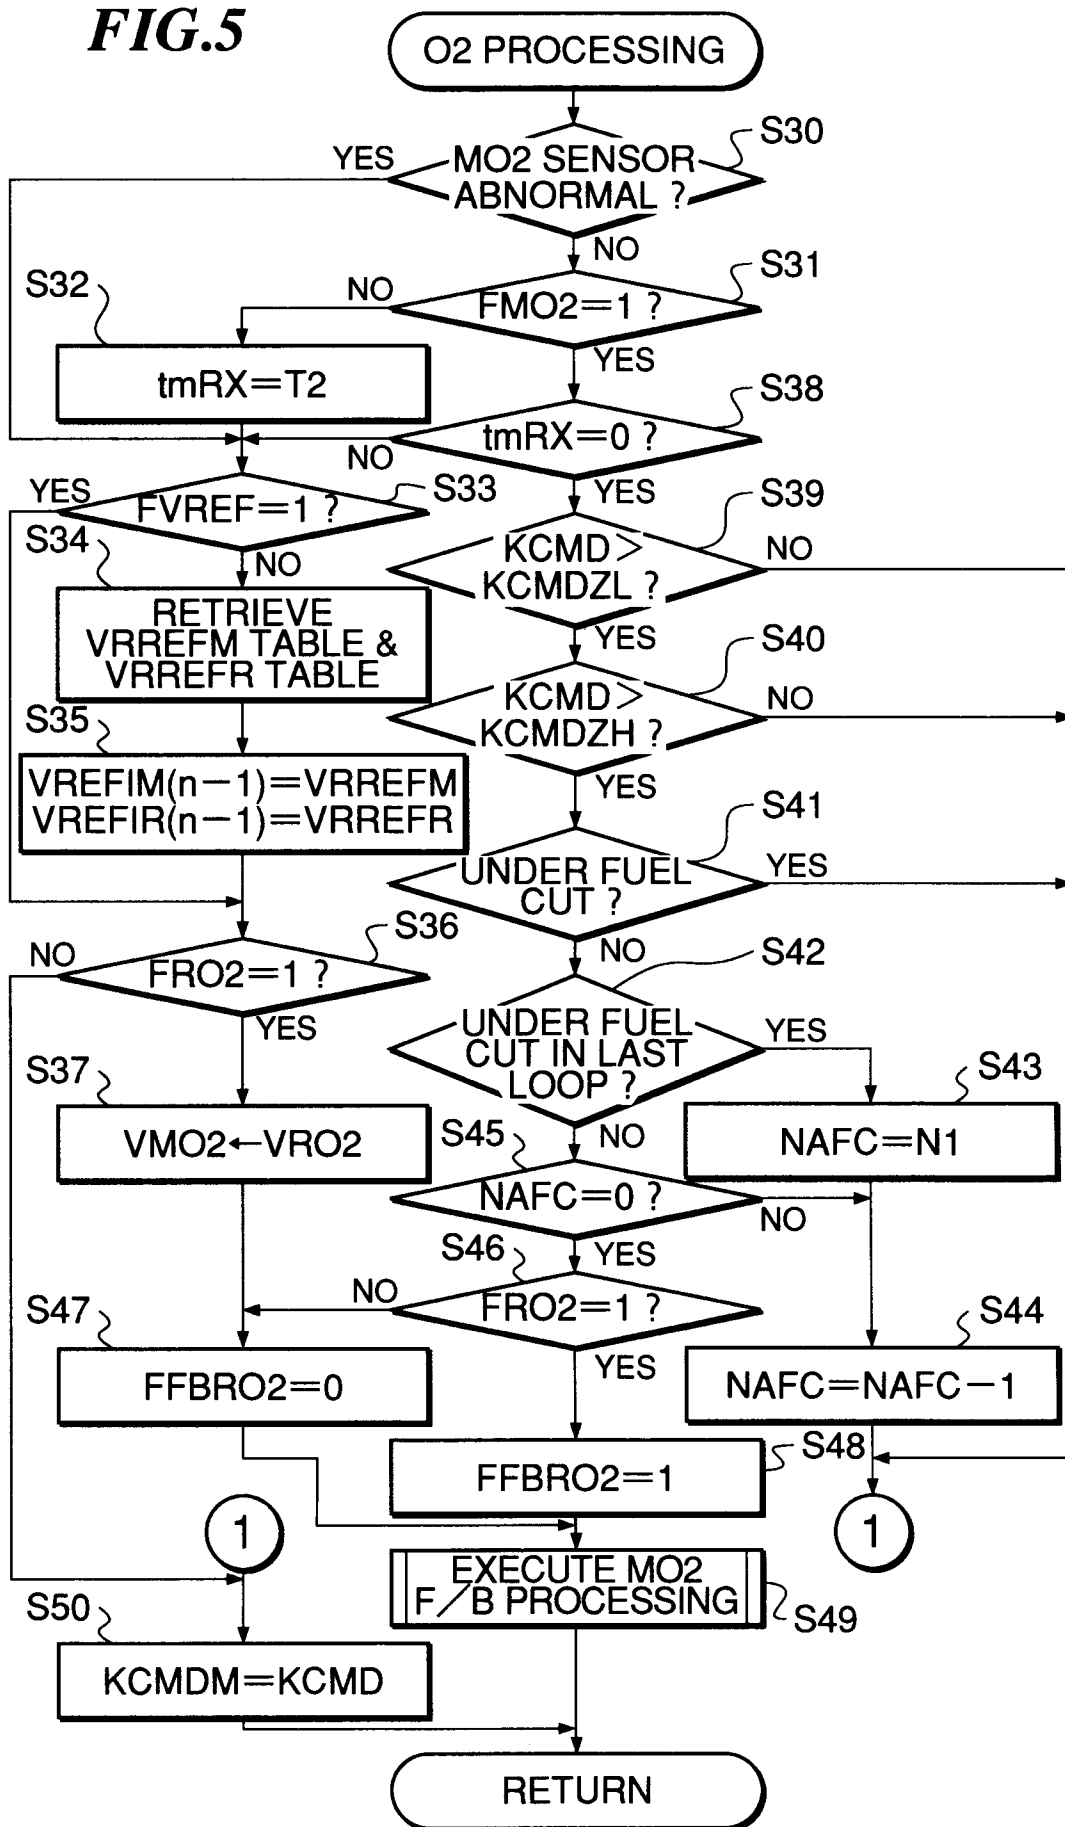 FIG.5
O2 PROCESSING
S30
YES
MO2 SENSOR
ABNORMAL ?
NO
S31
S32
NO
FMO2=1 ?
YES
tmRX=T2
S38
tmRX=0 ?
NO
YES
YES
S33
FVREF=1 ?
S39
S34
KCMD>
KCMDZL ?
NO
NO
RETRIEVE
VRREFM TABLE &
VRREFR TABLE
YES
S40
S35
KCMD>
KCMDZH ?
NO
VREFIM(n−1)=VRREFM
VREFIR(n−1)=VRREFR
YES
S41
UNDER FUEL
CUT ?
YES
S36
NO
FRO2=1 ?
NO
S42
YES
UNDER FUEL
CUT IN LAST
LOOP ?
YES
S37
S43
VMO2←VRO2
NO
NAFC=N1
S45
NAFC=0 ?
NO
YES
S46
NO
FRO2=1 ?
S47
S44
YES
FFBRO2=0
NAFC=NAFC−1
S48
FFBRO2=1
1
1
EXECUTE MO2
F/B PROCESSING
S49
S50
KCMDM=KCMD
RETURN